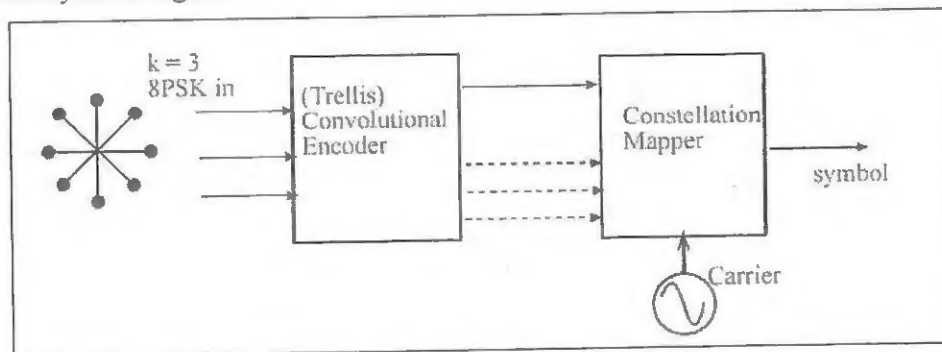 k = 3
8PSK in
(Trellis)
Convolutional
Encoder
Constellation
Mapper
symbol
Carrier